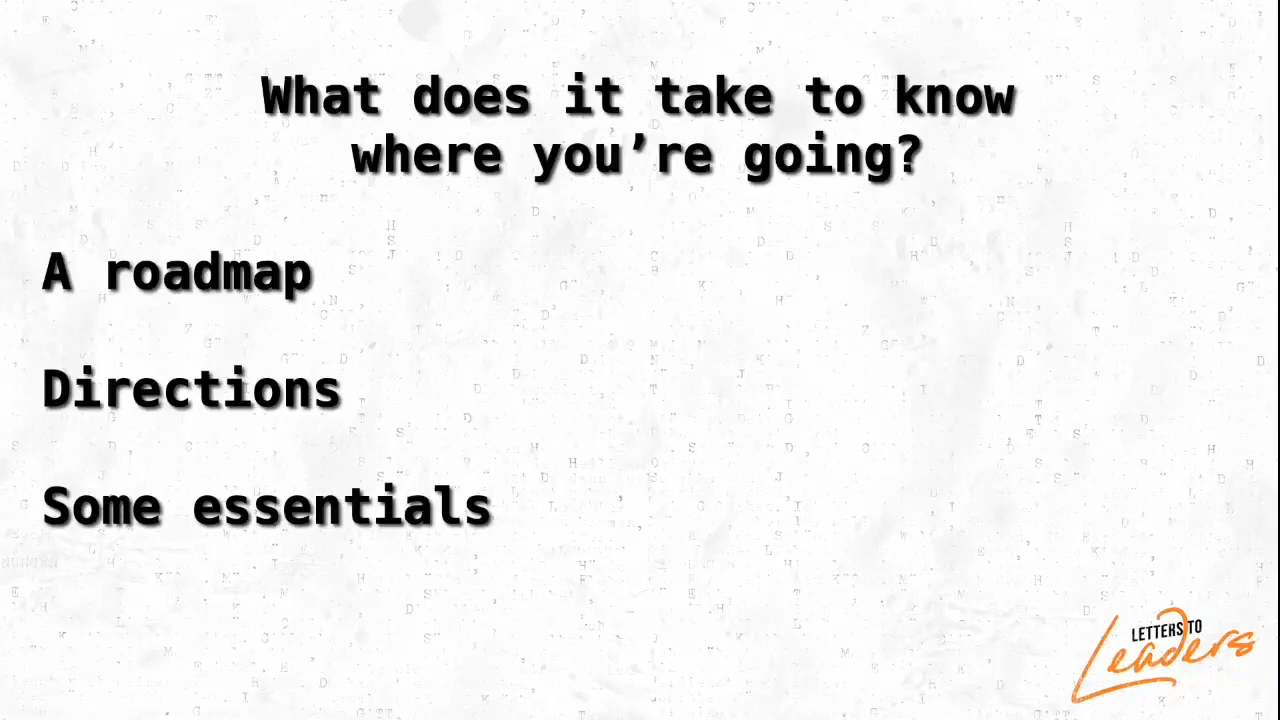 What does it take to know
where you’re going?
A roadmap
Directions
Some essentials
LETTERS TO
Leaders